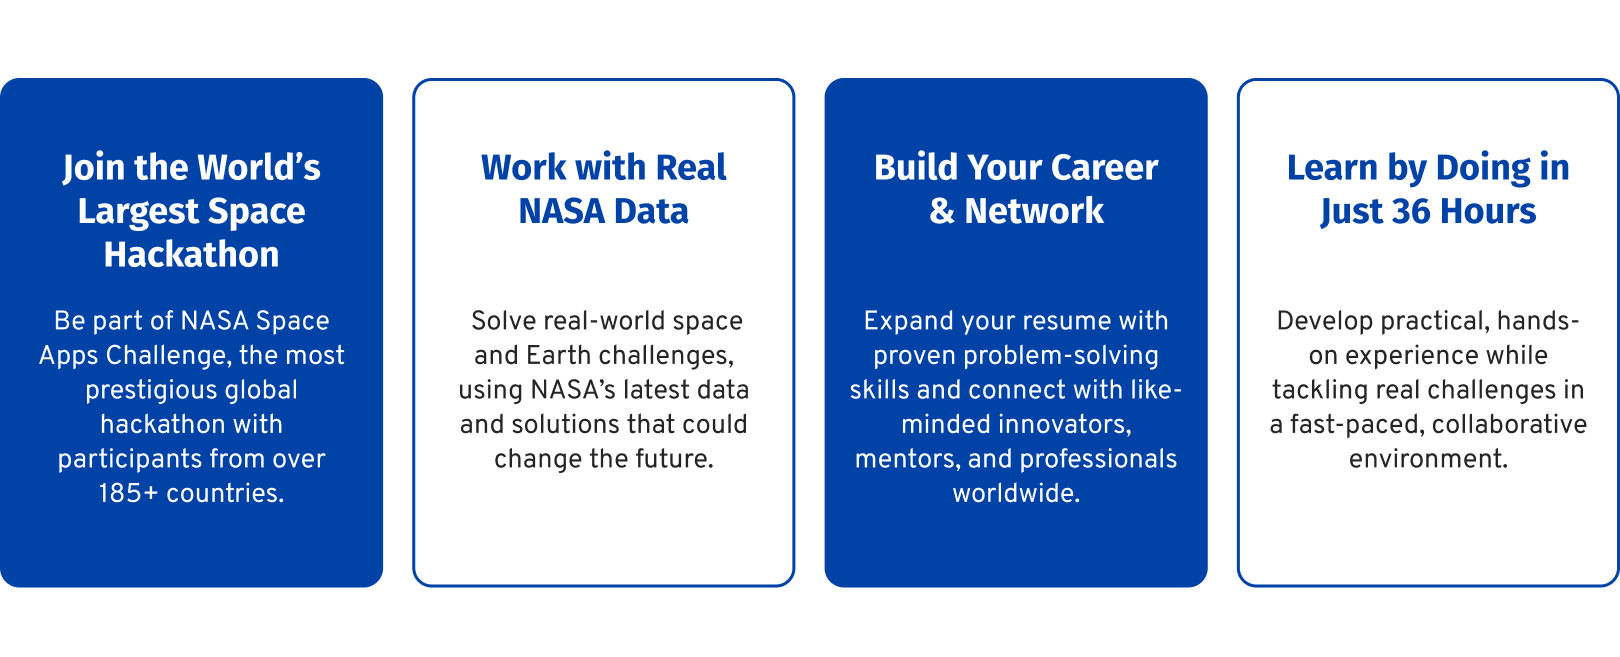 Join the World’s
Largest Space
Hackathon
Be part of NASA Space
Apps Challenge, the most
prestigious global
hackathon with
participants from over
185+ countries.
Work with Real
NASA Data
Solve real-world space
and Earth challenges,
using NASA’s latest data
and solutions that could
change the future.
Build Your Career
& Network
Expand your resume with
proven problem-solving
skills and connect with like-
minded innovators,
mentors, and professionals
worldwide.
Learn by Doing in
Just 36 Hours
Develop practical, hands-
on experience while
tackling real challenges in
a fast-paced, collaborative
environment.